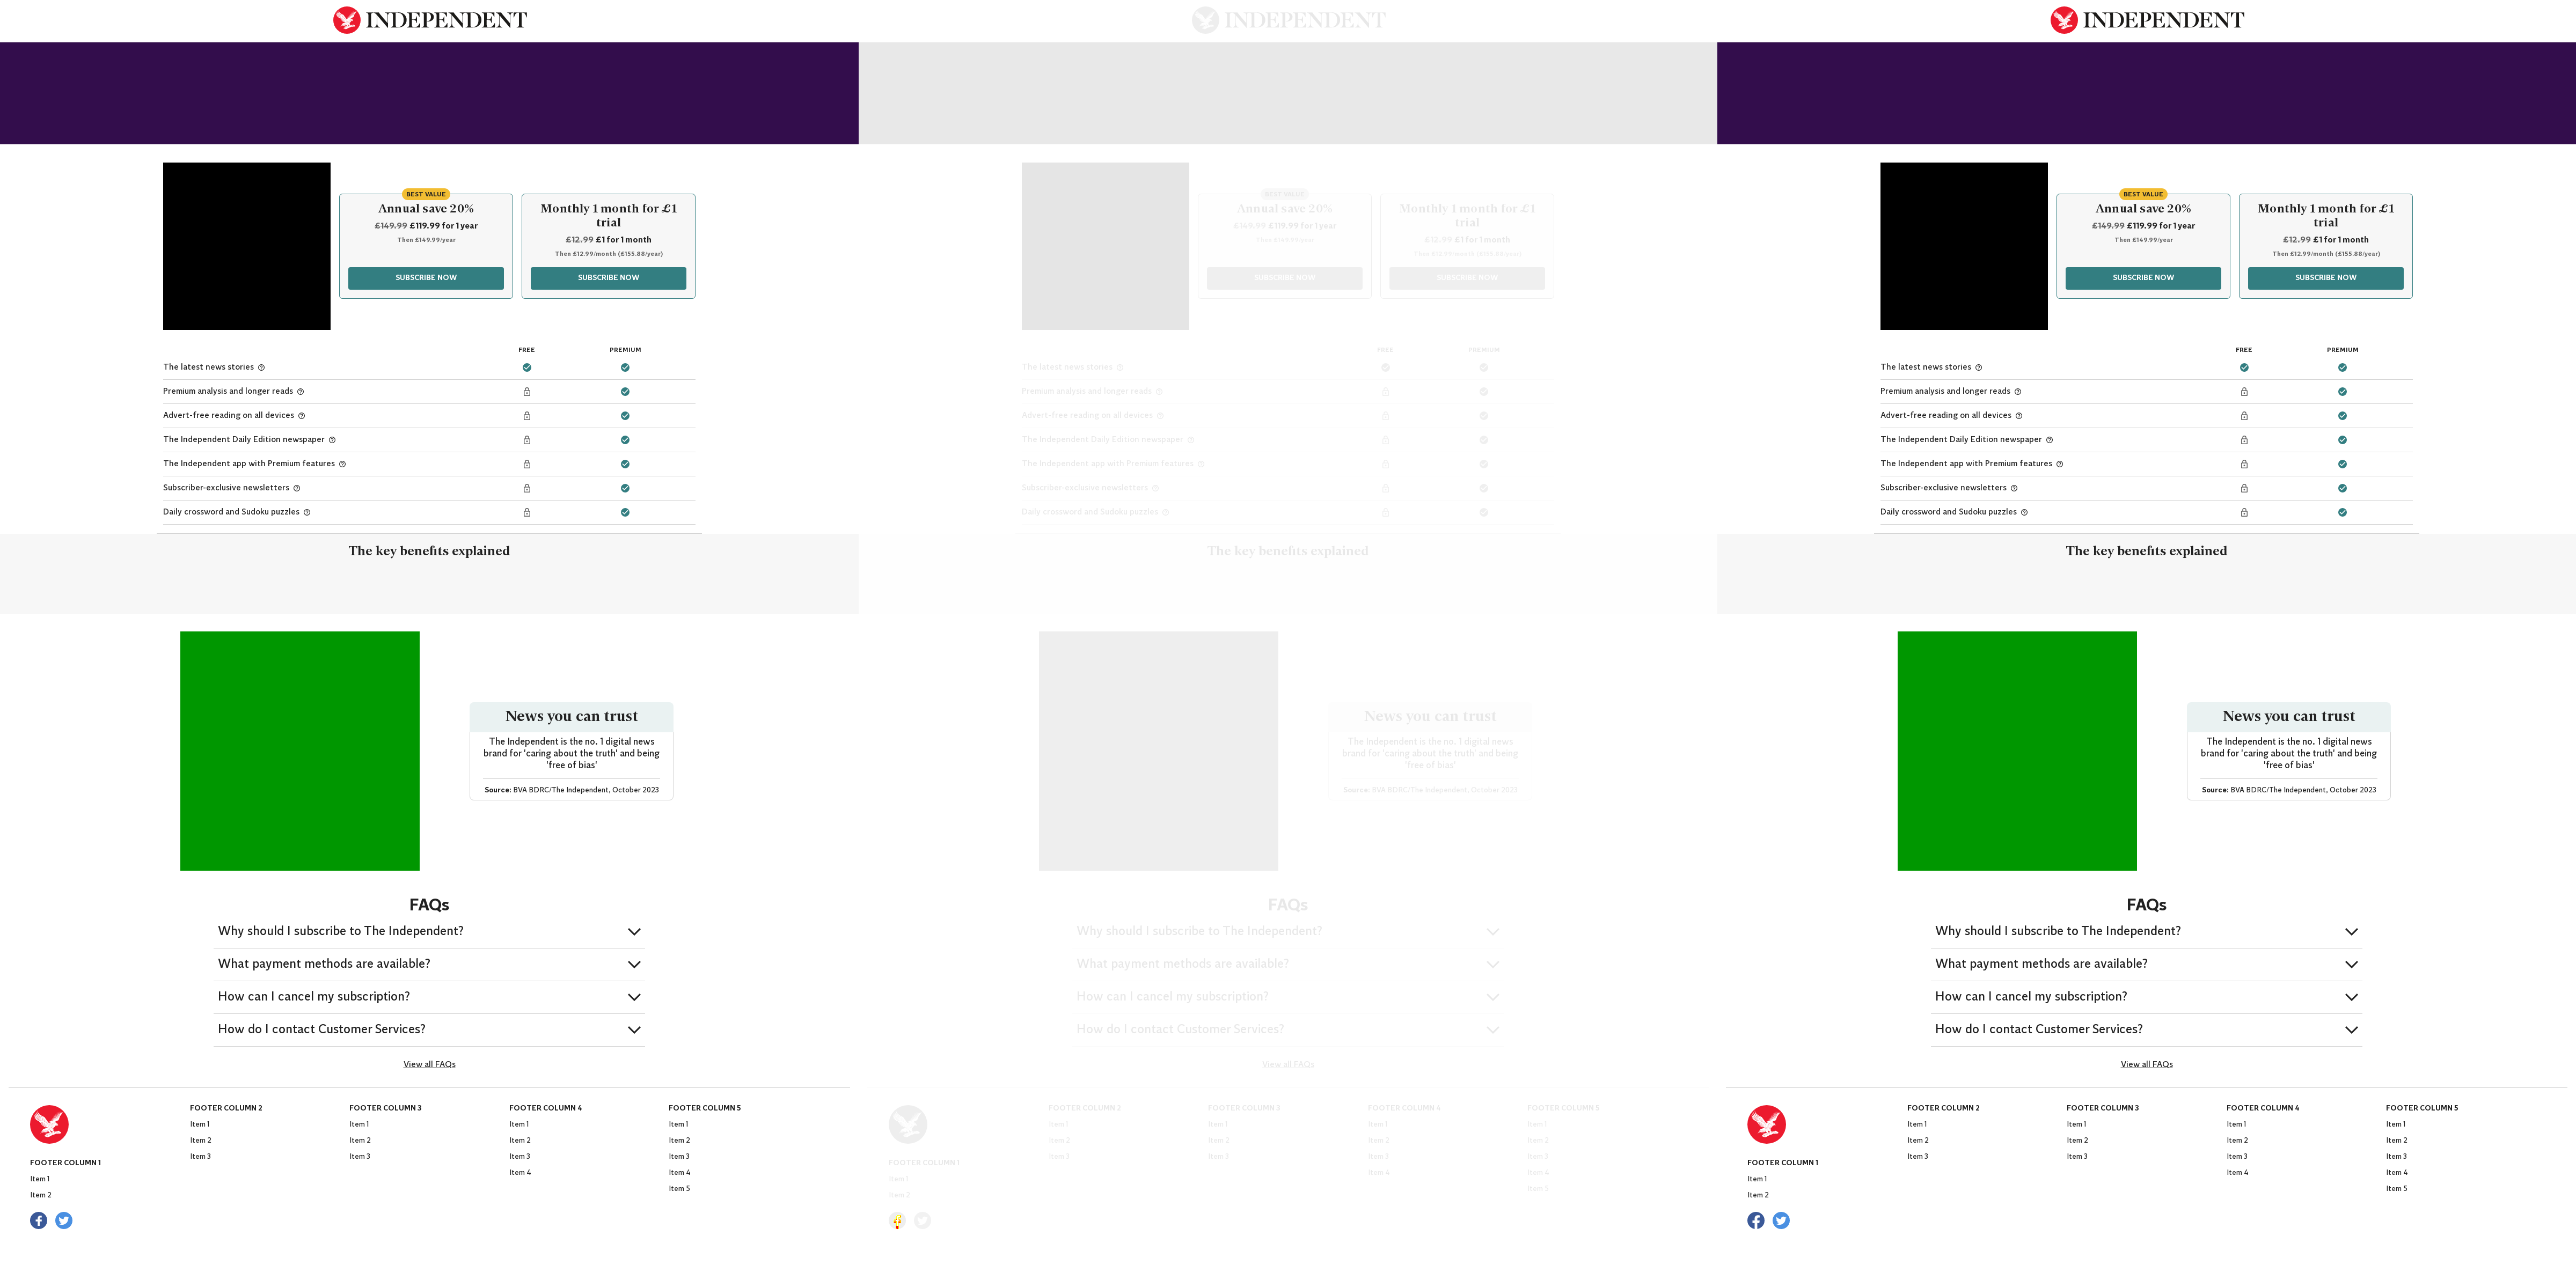 INDEPENDENT
BEST VALUE
Annual save 20%
£149.99 £119.99 for 1 year
Then £149.99/year
SUBSCRIBE NOW
Monthly 1 month for £1
trial
£12.99 £1 for 1 month
Then £12.99/month (£155.88/year)
SUBSCRIBE NOW
FREE PREMIUM
The latest news stories
Premium analysis and longer reads
Advert-free reading on all devices
The Independent Daily Edition newspaper
The Independent app with Premium features
Subscriber-exclusive newsletters
Daily crossword and Sudoku puzzles
The key benefits explained
News you can trust
The Independent is the no. 1 digital news
brand for 'caring about the truth' and being
'free of bias'
Source: BVA BDRC/The Independent, October 2023
FAQs
Why should I subscribe to The Independent?
What payment methods are available?
How can I cancel my subscription?
How do I contact Customer Services?
View all FAQs
FOOTER COLUMN 1
Item 1
Item 2
FOOTER COLUMN 2
Item 1
Item 2
Item 3
FOOTER COLUMN 3
Item 1
Item 2
Item 3
FOOTER COLUMN 4
Item 1
Item 2
Item 3
Item 4
FOOTER COLUMN 5
Item 1
Item 2
Item 3
Item 4
Item 5
INDEPENDENT
BEST VALUE
Annual save 20%
£149.99 £119.99 for 1 year
Then £149.99/year
SUBSCRIBE NOW
Monthly 1 month for £1
trial
£12.99 £1 for 1 month
Then £12.99/month (£155.88/year)
SUBSCRIBE NOW
FREE PREMIUM
The latest news stories
Premium analysis and longer reads
Advert-free reading on all devices
The Independent Daily Edition newspaper
The Independent app with Premium features
Subscriber-exclusive newsletters
Daily crossword and Sudoku puzzles
The key benefits explained
News you can trust
The Independent is the no. 1 digital news
brand for 'caring about the truth' and being
'free of bias'
Source: BVA BDRC/The Independent, October 2023
FAQs
Why should I subscribe to The Independent?
What payment methods are available?
How can I cancel my subscription?
How do I contact Customer Services?
View all FAQs
FOOTER COLUMN 1
Item 1
Item 2
FOOTER COLUMN 2
Item 1
Item 2
Item 3
FOOTER COLUMN 3
Item 1
Item 2
Item 3
FOOTER COLUMN 4
Item 1
Item 2
Item 3
Item 4
FOOTER COLUMN 5
Item 1
Item 2
Item 3
Item 4
Item 5
INDEPENDENT
BEST VALUE
Annual save 20%
£149.99 £119.99 for 1 year
Then £149.99/year
SUBSCRIBE NOW
Monthly 1 month for £1
trial
£12.99 £1 for 1 month
Then £12.99/month (£155.88/year)
SUBSCRIBE NOW
FREE PREMIUM
The latest news stories
Premium analysis and longer reads
Advert-free reading on all devices
The Independent Daily Edition newspaper
The Independent app with Premium features
Subscriber-exclusive newsletters
Daily crossword and Sudoku puzzles
The key benefits explained
News you can trust
The Independent is the no. 1 digital news
brand for 'caring about the truth' and being
'free of bias'
Source: BVA BDRC/The Independent, October 2023
FAQs
Why should I subscribe to The Independent?
What payment methods are available?
How can I cancel my subscription?
How do I contact Customer Services?
View all FAQs
FOOTER COLUMN 1
Item 1
Item 2
FOOTER COLUMN 2
Item 1
Item 2
Item 3
FOOTER COLUMN 3
Item 1
Item 2
Item 3
FOOTER COLUMN 4
Item 1
Item 2
Item 3
Item 4
FOOTER COLUMN 5
Item 1
Item 2
Item 3
Item 4
Item 5